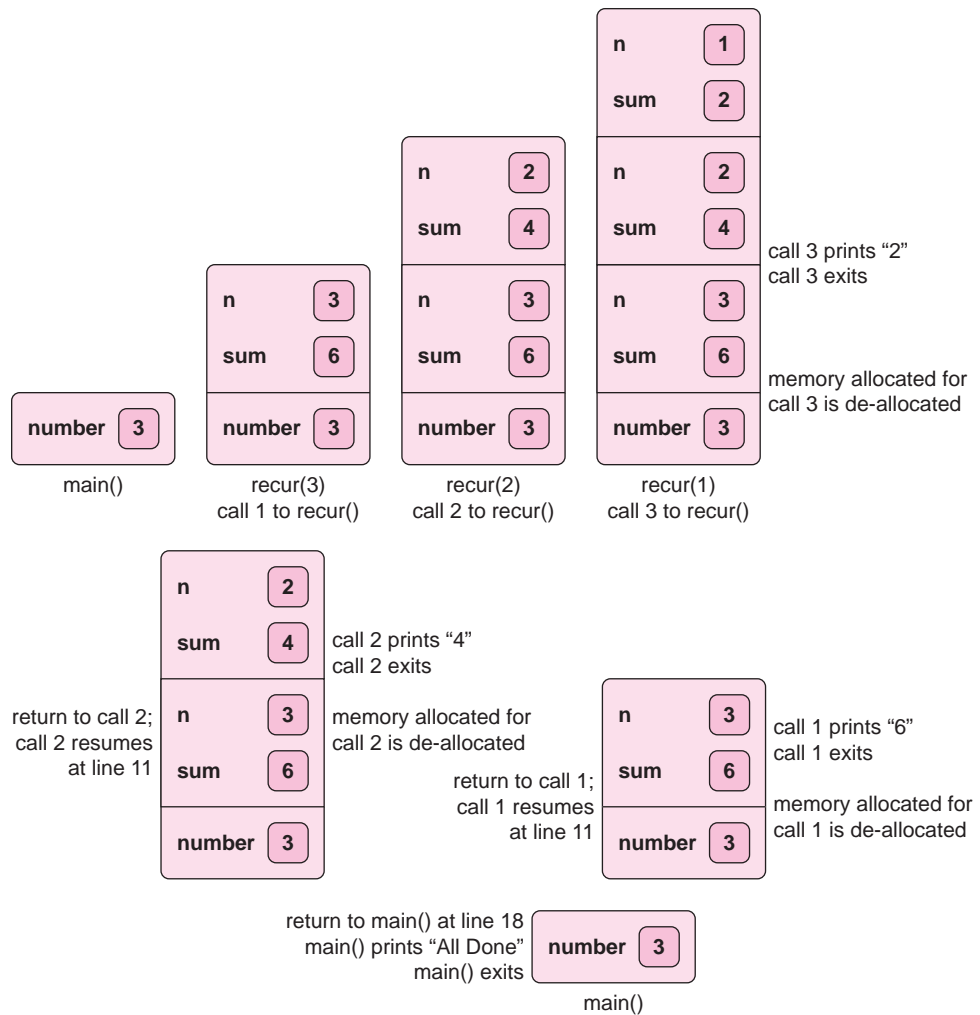 number 3
main()
n 3
sum 6
number 3
recur(3)
call 1 to recur()
n 2
sum 4
n 3
sum 6
number 3
recur(2)
call 2 to recur()
n 1
sum 2
n 2
sum 4
n 3
sum 6
number 3
recur(1)
call 3 to recur()
call 3 prints “2”
call 3 exits
memory allocated for
call 3 is de-allocated
return to call 2;
call 2 resumes
at line 11
n 2
sum 4
n 3
sum 6
number 3
call 2 prints “4”
call 2 exits
memory allocated for
call 2 is de-allocated
return to call 1;
call 1 resumes
at line 11
n 3
sum 6
number 3
call 1 prints “6”
call 1 exits
memory allocated for
call 1 is de-allocated
return to main() at line 18
main() prints “All Done”
main() exits
number 3
main()